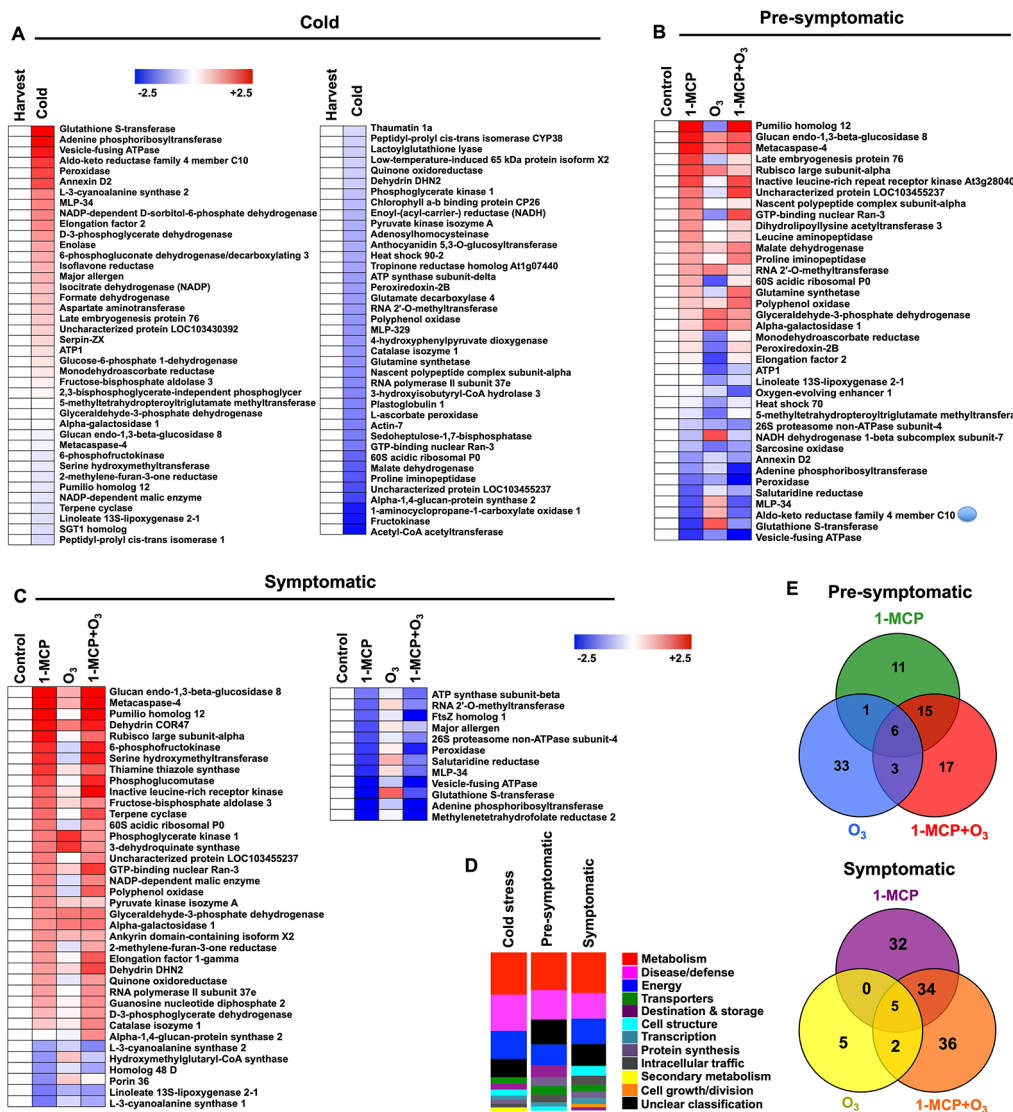 A
Cold
-2.5
+2.5
Harvest
Cold
Glutathione S-transferase
Adenine phosphoribosyltransferase
Vesicle-fusing ATPase
Aldo-keto reductase family 4 member C10
Peroxidase
Annexin D2
L-3-cyanoalanine synthase 2
MLP-34
NADP-dependent D-sorbitol-6-phosphate dehydrogenase
Elongation factor 2
D-3-phosphoglycerate dehydrogenase
Enolase
6-phosphogluconate dehydrogenase/decarboxylating 3
Isoflavone reductase
Major allergen
Isocitrate dehydrogenase (NADP)
Formate dehydrogenase
Aspartate aminotransferase
Late embryogenesis protein 76
Uncharacterized protein LOC103430392
Serpin-ZX
ATP1
Glucose-6-phosphate 1-dehydrogenase
Monodehydroascorbate reductase
Fructose-bisphosphate aldolase 3
2,3-bisphosphoglycerate-independent phosphoglycer
5-methyltetrahydropteroyltriglutamate methyltransferase
Glyceraldehyde-3-phosphate dehydrogenase
Alpha-galactosidase 1
Glucan endo-1,3-beta-glucosidase 8
Metacaspase-4
6-phosphofructokinase
Serine hydroxymethyltransferase
2-methylene-furan-3-one reductase
Pumilio homolog 12
NADP-dependent malic enzyme
Terpene cyclase
Linoleate 13S-lipoxygenase 2-1
SGT1 homolog
Peptidyl-prolyl cis-trans isomerase 1
Harvest
Cold
Thaumatin 1a
Peptidyl-prolyl cis-trans isomerase CYP38
Lactoylglutathione lyase
Low-temperature-induced 65 kDa protein isoform X2
Quinone oxidoreductase
Dehydrin DHN2
Phosphoglycerate kinase 1
Chlorophyll a-b binding protein CP26
Enoyl-(acyl-carrier-) reductase (NADH)
Pyruvate kinase isozyme A
Adenosylhomocysteinase
Anthocyanidin 5,3-O-glucosyltransferase
Heat shock 90-2
Tropinone reductase homolog At1g07440
ATP synthase subunit-delta
Peroxiredoxin-2B
Glutamate decarboxylase 4
RNA 2'-O-methyltransferase
Polyphenol oxidase
MLP-329
4-hydroxyphenylpyruvate dioxygenase
Catalase isozyme 1
Glutamine synthetase
Nascent polypeptide complex subunit-alpha
RNA polymerase II subunit 37e
3-hydroxyisobutyryl-CoA hydrolase 3
Plastoglobulin 1
L-ascorbate peroxidase
Actin-7
Sedoheptulose-1,7-bisphosphatase
GTP-binding nuclear Ran-3
60S acidic ribosomal P0
Malate dehydrogenase
Proline iminopeptidase
Uncharacterized protein LOC103455237
Alpha-1,4-glucan-protein synthase 2
1-aminocyclopropane-1-carboxylate oxidase 1
Fructokinase
Acetyl-CoA acetyltransferase
B
Pre-symptomatic
Control
1-MCP
O3
1-MCP+O3
Pumilio homolog 12
Glucan endo-1,3-beta-glucosidase 8
Metacaspase-4
Late embryogenesis protein 76
Rubisco large subunit-alpha
Inactive leucine-rich repeat receptor kinase At3g28040
Uncharacterized protein LOC103455237
Nascent polypeptide complex subunit-alpha
GTP-binding nuclear Ran-3
Dihydrolipoyllysine acetyltransferase 3
Leucine aminopeptidase
Malate dehydrogenase
Proline iminopeptidase
RNA 2'-O-methyltransferase
60S acidic ribosomal P0
Glutamine synthetase
Polyphenol oxidase
Glyceraldehyde-3-phosphate dehydrogenase
Alpha-galactosidase 1
Monodehydroascorbate reductase
Peroxiredoxin-2B
Elongation factor 2
ATP1
Linoleate 13S-lipoxygenase 2-1
Oxygen-evolving enhancer 1
Heat shock 70
5-methyltetrahydropteroyltriglutamate methyltransfera
26S proteasome non-ATPase subunit-4
NADH dehydrogenase 1-beta subcomplex subunit-7
Sarcosine oxidase
Annexin D2
Adenine phosphoribosyltransferase
Peroxidase
Salutaridine reductase
MLP-34
Aldo-keto reductase family 4 member C10
Glutathione S-transferase
Vesicle-fusing ATPase
C
Symptomatic
Control
1-MCP
O3
1-MCP+O3
Glucan endo-1,3-beta-glucosidase 8
Metacaspase-4
Pumilio homolog 12
Dehydrin COR47
Rubisco large subunit-alpha
6-phosphofructokinase
Serine hydroxymethyltransferase
Thiamine thiazole synthase
Phosphoglucomutase
Inactive leucine-rich receptor kinase
Fructose-bisphosphate aldolase 3
Terpene cyclase
60S acidic ribosomal P0
Phosphoglycerate kinase 1
3-dehydroquinate synthase
Uncharacterized protein LOC103455237
GTP-binding nuclear Ran-3
NADP-dependent malic enzyme
Polyphenol oxidase
Pyruvate kinase isozyme A
Glyceraldehyde-3-phosphate dehydrogenase
Alpha-galactosidase 1
Ankyrin domain-containing isoform X2
2-methylene-furan-3-one reductase
Elongation factor 1-gamma
Dehydrin DHN2
Quinone oxidoreductase
RNA polymerase II subunit 37e
Guanosine nucleotide diphosphate 2
D-3-phosphoglycerate dehydrogenase
Catalase isozyme 1
Alpha-1,4-glucan-protein synthase 2
L-3-cyanoalanine synthase 2
Hydroxymethylglutaryl-CoA synthase
Homolog 48 D
Porin 36
Linoleate 13S-lipoxygenase 2-1
L-3-cyanoalanine synthase 1
Control
1-MCP
O3
1-MCP+O3
-2.5
+2.5
ATP synthase subunit-beta
RNA 2'-O-methyltransferase
FtsZ homolog 1
Major allergen
26S proteasome non-ATPase subunit-4
Peroxidase
Salutaridine reductase
MLP-34
Vesicle-fusing ATPase
Glutathione S-transferase
Adenine phosphoribosyltransferase
Methylenetetrahydrofolate reductase 2
D
Cold stress
Pre-symptomatic
Symptomatic
Metabolism
Disease/defense
Energy
Transporters
Destination & storage
Cell structure
Transcription
Protein synthesis
Intracellular traffic
Secondary metabolism
Cell growth/division
Unclear classification
E
Pre-symptomatic
1-MCP
11
1
15
6
33
3
17
O3
1-MCP+O3
Symptomatic
1-MCP
32
0
34
5
5
2
36
O3
1-MCP+O3